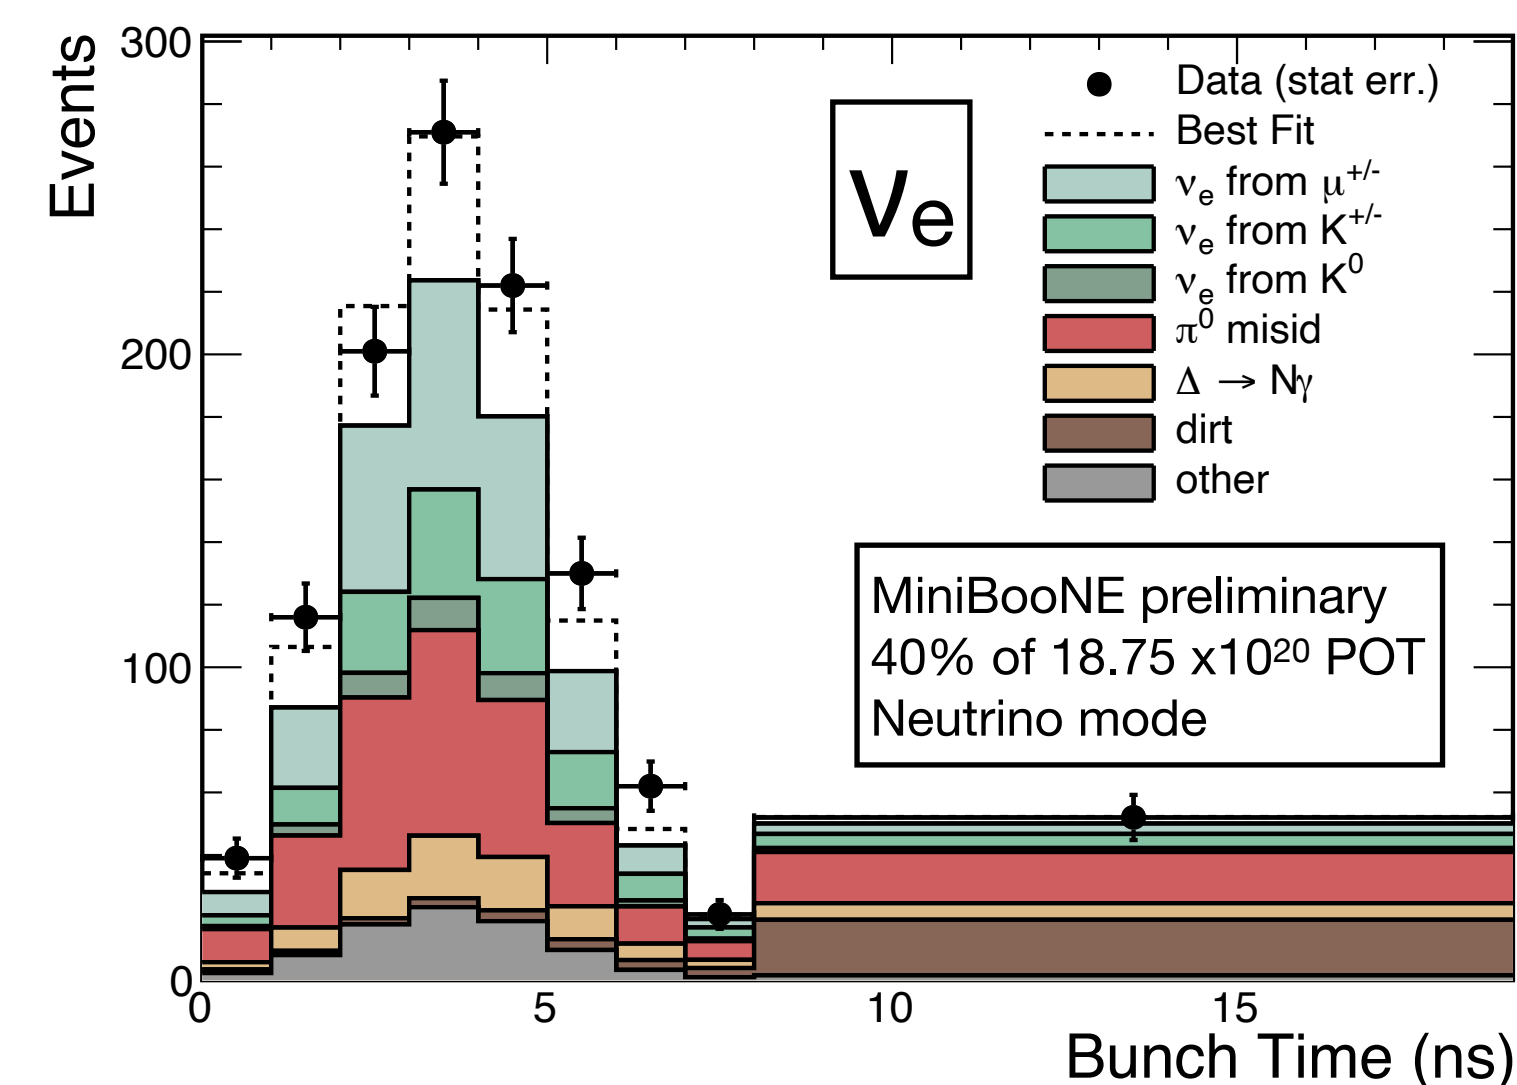 Events
300
200
100
0
0
5
10
15
Bunch Time (ns)
νe
Data (stat err.)
Best Fit
νe from μ+/-
νe from K+/-
νe from K0
π0 misid
Δ → Nγ
dirt
other
MiniBooNE preliminary
40% of 18.75 x10²⁰ POT
Neutrino mode